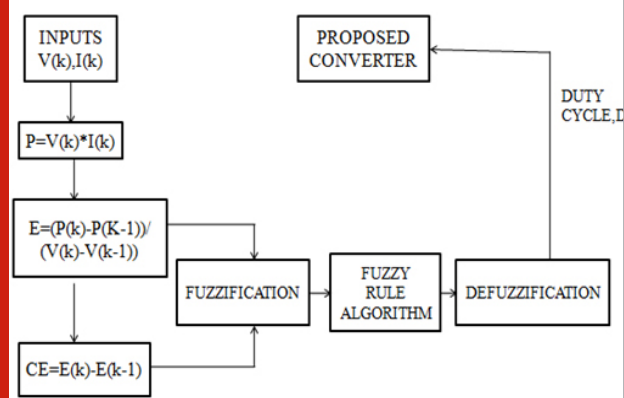 INPUTS
V(k),I(k)
PROPOSED
CONVERTER
DUTY
CYCLE,D
P=V(k)*I(k)
E=(P(k)-P(K-1))/
(V(k)-V(k-1))
FUZZIFICATION
FUZZY
RULE
ALGORITHM
DEFUZZIFICATION
CE=E(k)-E(k-1)